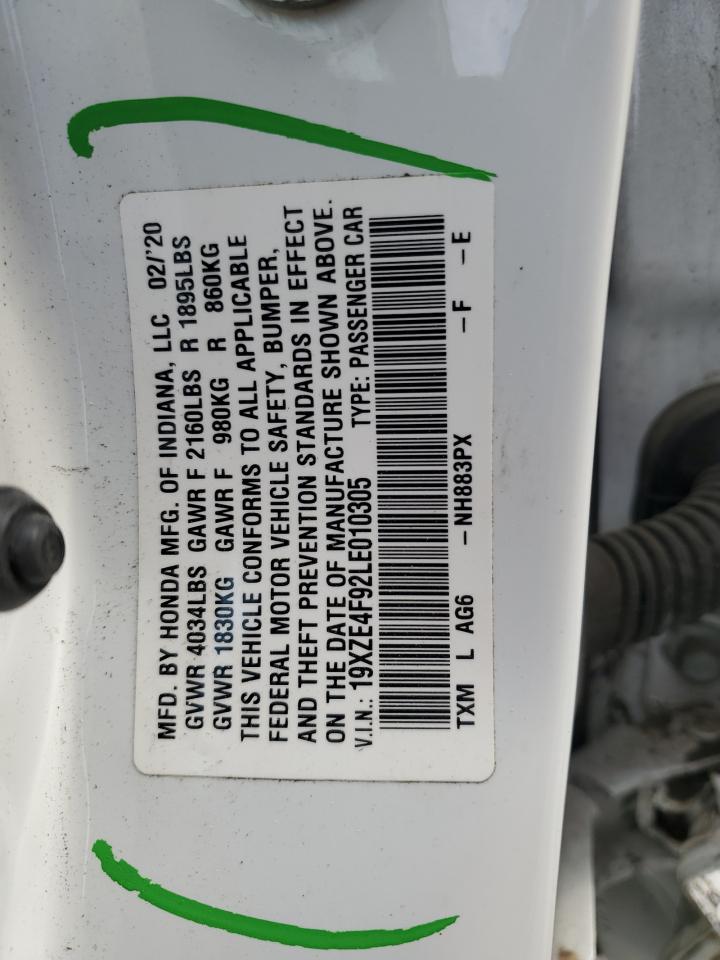 MFD. BY HONDA MFG. OF INDIANA, LLC 02/'20
GVWR 4034LBS GAWR F 2160LBS R 1895LBS
GVWR 1830KG GAWR F 980KG R 860KG
THIS VEHICLE CONFORMS TO ALL APPLICABLE
FEDERAL MOTOR VEHICLE SAFETY, BUMPER,
AND THEFT PREVENTION STANDARDS IN EFFECT
ON THE DATE OF MANUFACTURE SHOWN ABOVE.
V.I.N.: 19XZE4F92LE010305 TYPE: PASSENGER CAR
TXM L AG6 -NH883PX -F -E